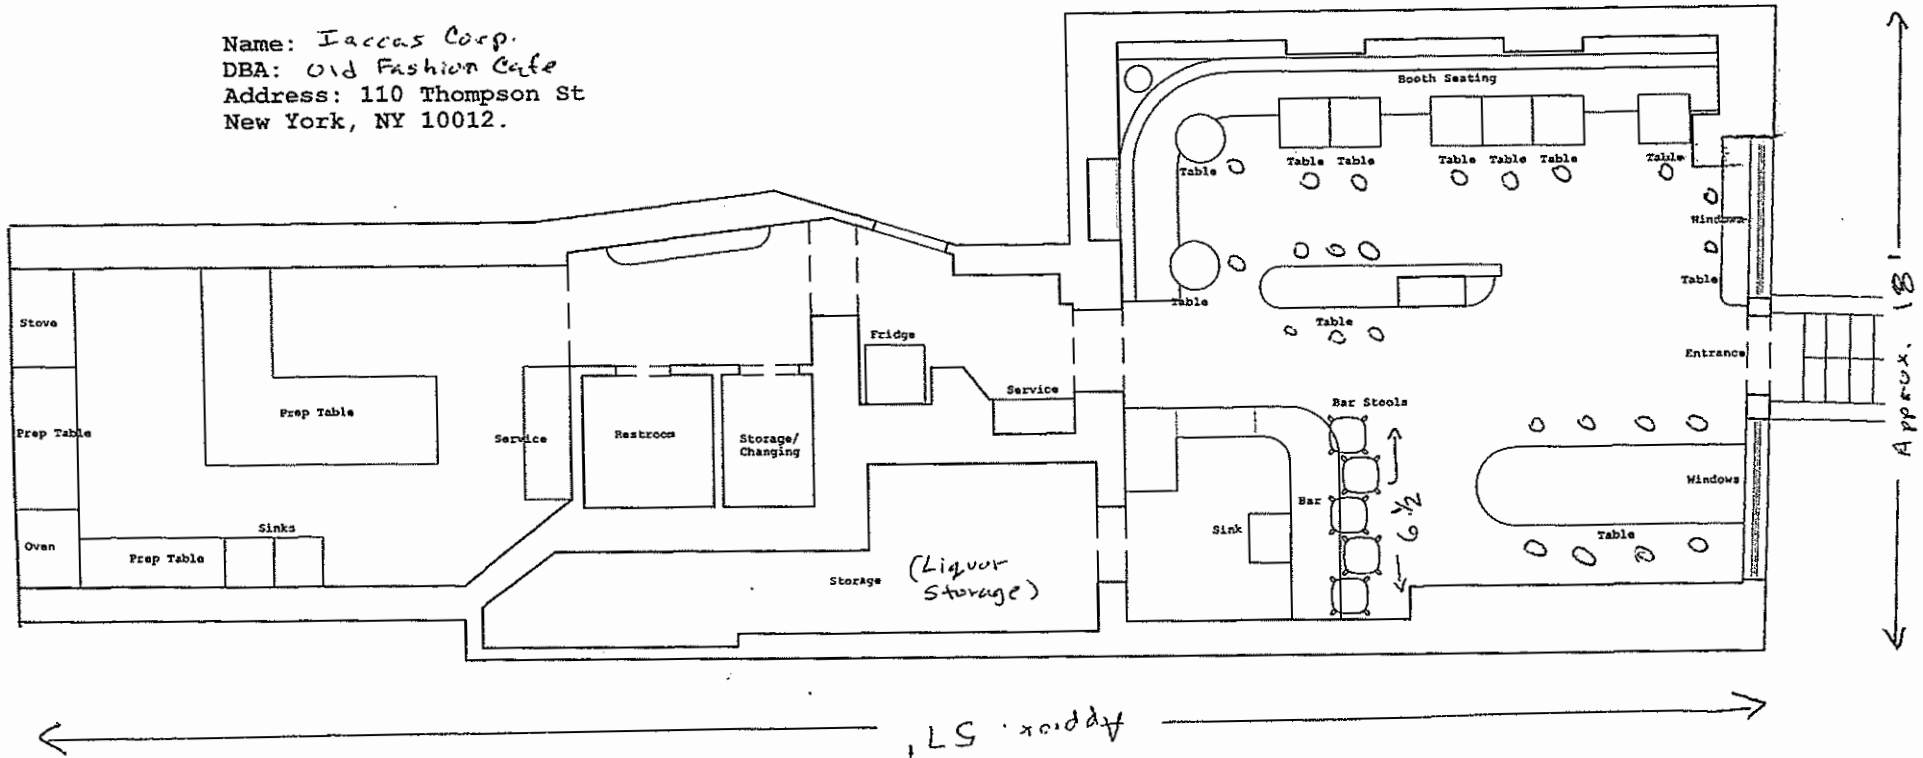 Name: Iaccas Corp.
DBA: Old Fashion Cafe
Address: 110 Thompson St
New York, NY 10012.
Booth Seating
Table
Table
Table
Table
Table
Table
Table
Windows
Table
Table
Table
Entrance
Approx. 18'
Stove
Fridge
Service
Bar Stools
Prep Table
Prep Table
Service
Restroom
Storage/
Changing
6 1/2
Windows
Bar
Sink
Table
Sinks
Oven
Prep Table
Storage
(Liquor
Storage)
Approx. 57'